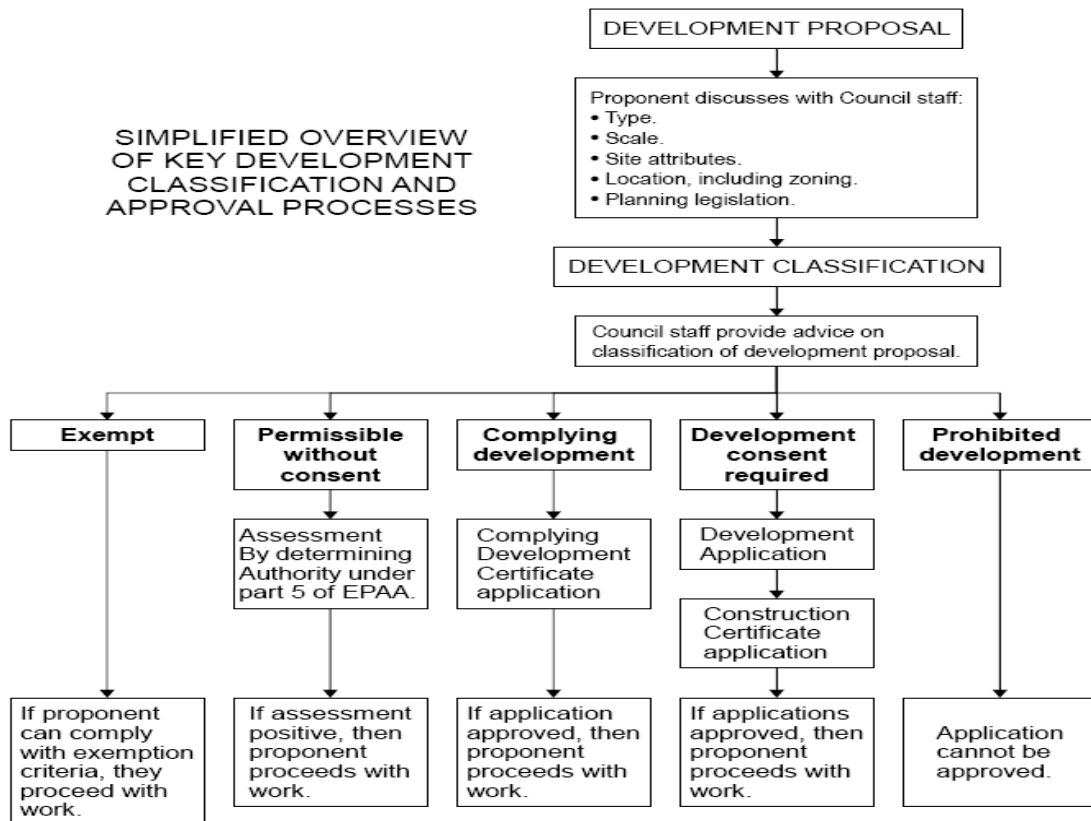 DEVELOPMENT PROPOSAL
Proponent discusses with Council staff:
• Type.
• Scale.
• Site attributes.
• Location, including zoning.
• Planning legislation.
SIMPLIFIED OVERVIEW
OF KEY DEVELOPMENT
CLASSIFICATION AND
APPROVAL PROCESSES
DEVELOPMENT CLASSIFICATION
Council staff provide advice on
classification of development proposal.
Exempt
Permissible
without
consent
Complying
development
Development
consent
required
Prohibited
development
Assessment
By determining
Authority under
part 5 of EPAA.
Complying
Development
Certificate
application
Development
Application
Construction
Certificate
application
If proponent
can comply
with exemption
criteria, they
proceed with
work.
If assessment
positive, then
proponent
proceeds with
work.
If application
approved, then
proponent
proceeds with
work.
If applications
approved, then
proponent
proceeds with
work.
Application
cannot be
approved.